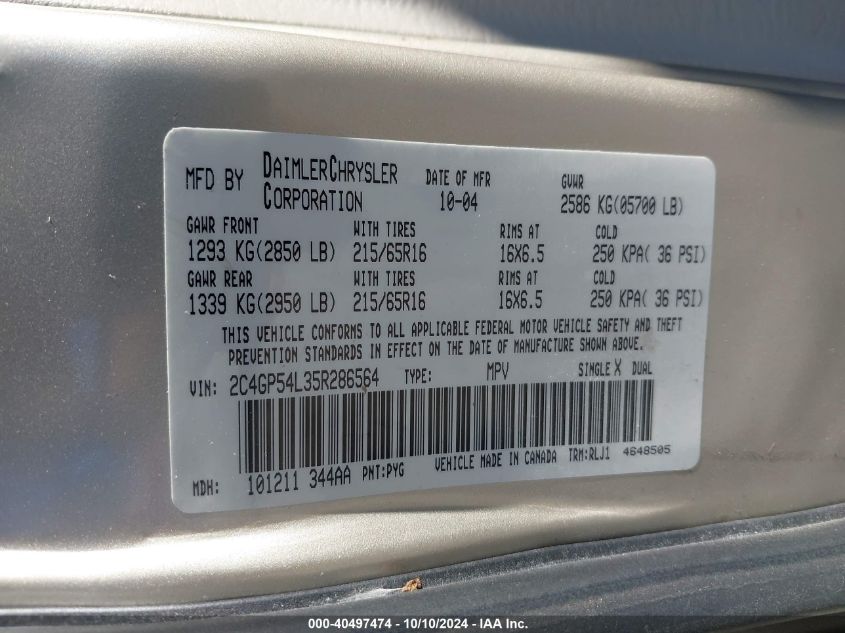 MFD BY DAIMLERCHRYSLER CORPORATION DATE OF MFR 10-04 GVWR 2586 KG(05700 LB)
GAWR FRONT WITH TIRES RIMS AT COLD
1293 KG(2850 LB) 215/65R16 16X6.5 250 KPA( 36 PSI)
GAWR REAR WITH TIRES RIMS AT COLD
1339 KG(2950 LB) 215/65R16 16X6.5 250 KPA( 36 PSI)
THIS VEHICLE CONFORMS TO ALL APPLICABLE FEDERAL MOTOR VEHICLE SAFETY AND THEFT
PREVENTION STANDARDS IN EFFECT ON THE DATE OF MANUFACTURE SHOWN ABOVE.
VIN: 2C4GP54L35R286564 TYPE: MPV SINGLE X DUAL
MDH: 101211 344AA PNT:PYG VEHICLE MADE IN CANADA TRM:RLJ1 4648505
000-40497474 - 10/10/2024 - IAA Inc.